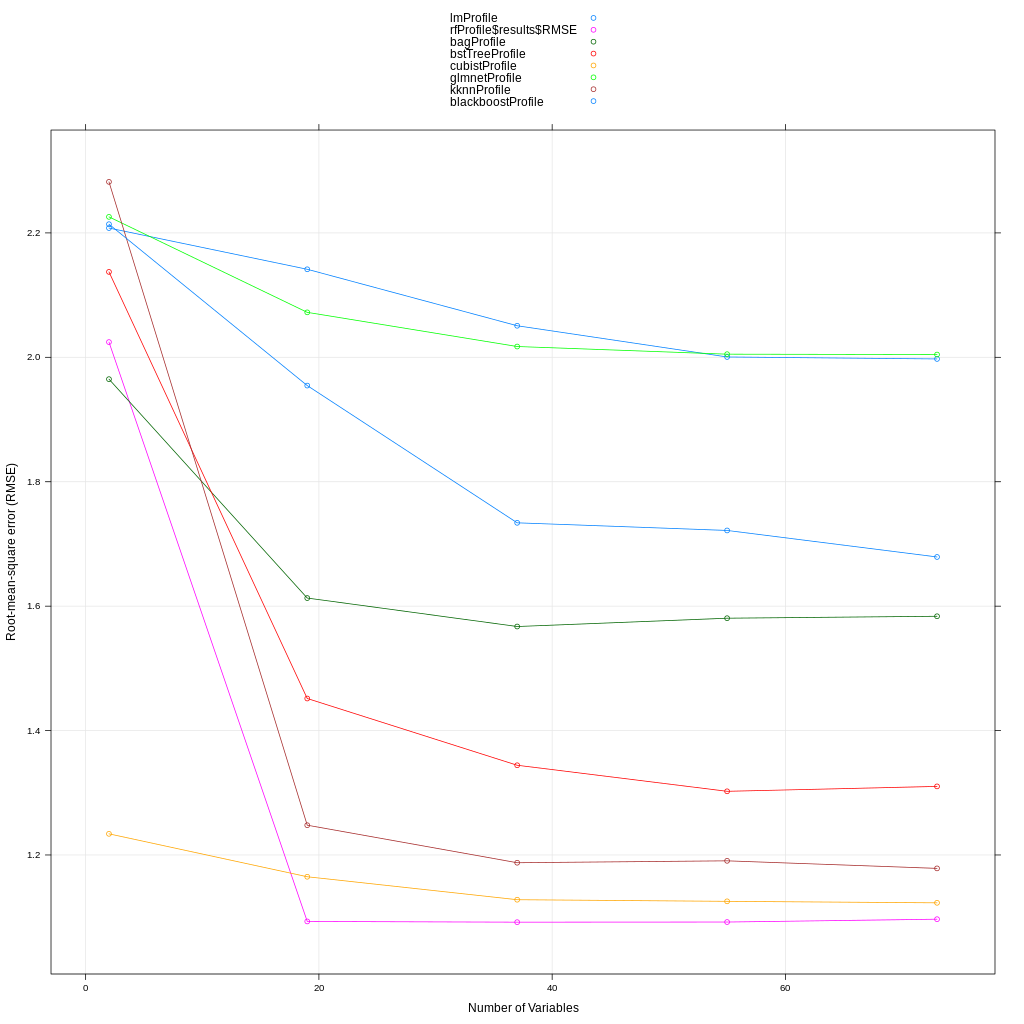 lmProfile
rfProfile$results$RMSE
bagProfile
bstTreeProfile
cubistProfile
glmnetProfile
kknnProfile
blackboostProfile
2.2
2.0
1.8
1.6
1.4
1.2
Root-mean-square error (RMSE)
0 20 40 60
Number of Variables